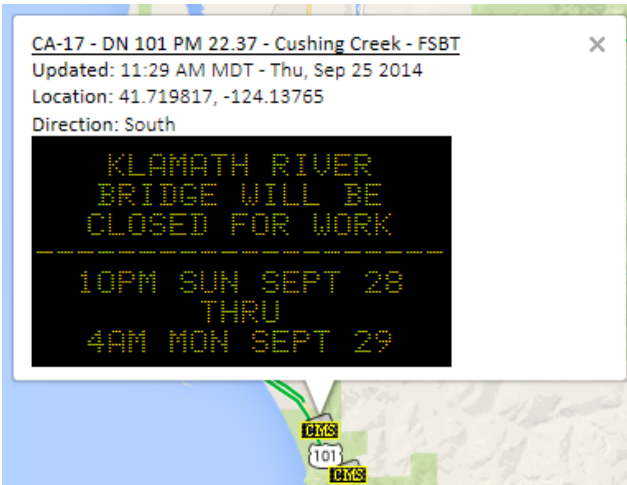 CA-17 - DN 101 PM 22.37 - Cushing Creek - FSBT
Updated: 11:29 AM MDT - Thu, Sep 25 2014
Location: 41.719817, -124.13765
Direction: South
KLAMATH RIVER
BRIDGE WILL BE
CLOSED FOR WORK
--------------------
10PM SUN SEPT 28
THRU
4AM MON SEPT 29
CMS
101
CMS